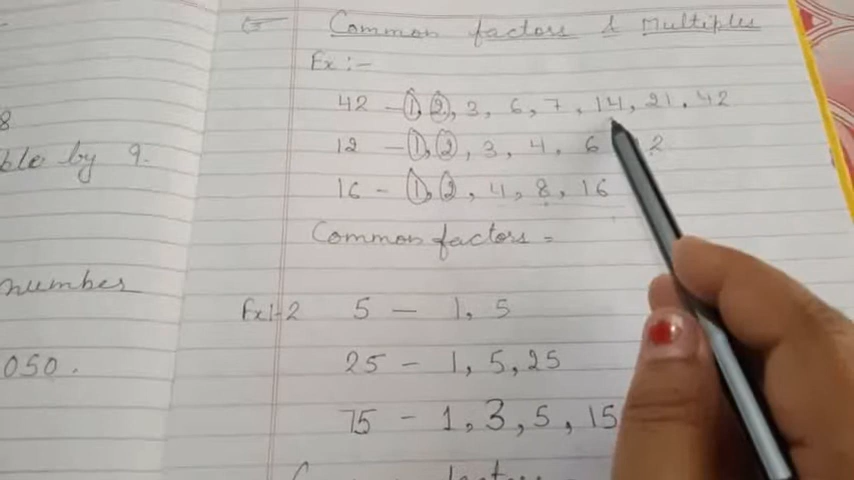 8
ble by 9.
number
050.
Common factors & Multiples
Ex :-
42 - 1, 2, 3, 6, 7, 14, 21, 42
12 - 1, 2, 3, 4, 6 2
16 - 1, 2, 4, 8, 16
Common factors =
Ex:-2 5 - 1, 5
25 - 1, 5, 25
75 - 1, 3, 5, 15